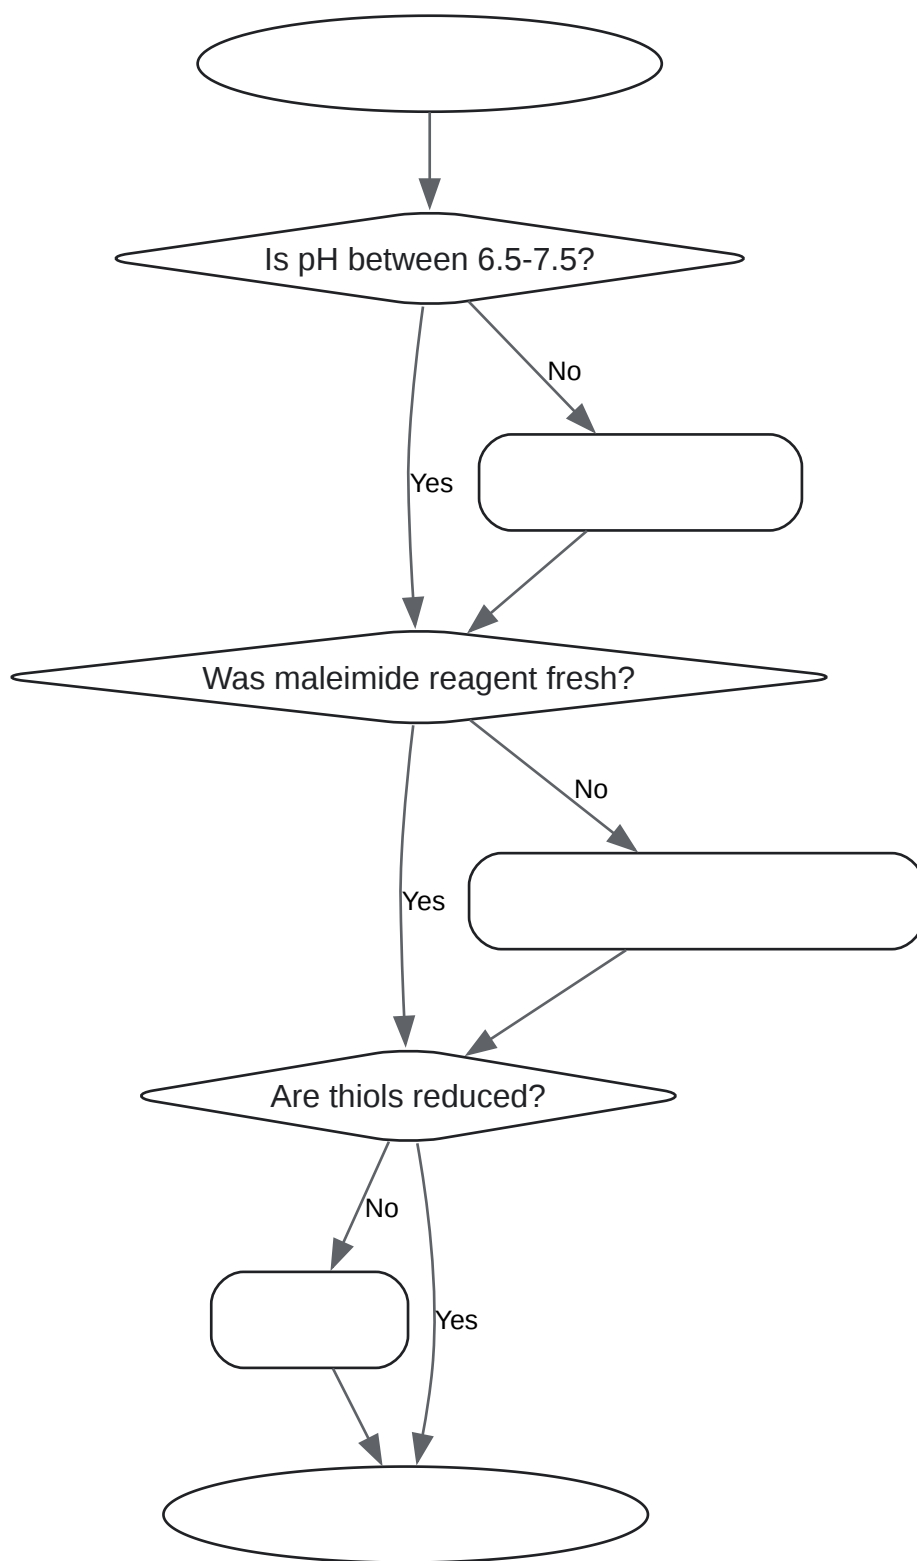 Is pH between 6.5-7.5?
No
Yes
Was maleimide reagent fresh?
No
Yes
Are thiols reduced?
No
Yes